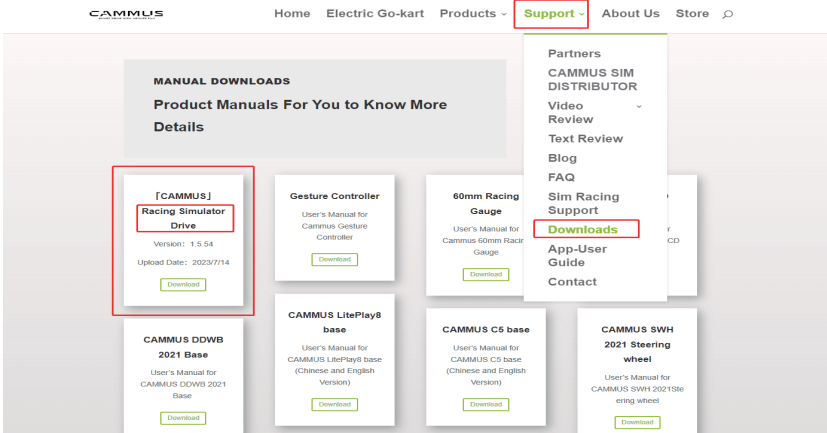 CAMMUS
Home Electric Go-kart Products Support About Us Store
Partners
CAMMUS SIM
DISTRIBUTOR
Video
Review
Text Review
Blog
FAQ
Sim Racing
Support
Downloads
App-User
Guide
Contact
MANUAL DOWNLOADS
Product Manuals For You to Know More
Details
「CAMMUS」
Racing Simulator
Drive
Version: 1.5.54
Upload Date: 2023/7/14
Download
Gesture Controller
User's Manual for
Cammus Gesture
Controller
Download
60mm Racing
Gauge
User's Manual for
Cammus 60mm Racin
Gauge
Download
CD
CAMMUS DDWB
2021 Base
User's Manual for
CAMMUS DDWB 2021
Base
Download
CAMMUS LitePlay8
base
User's Manual for
CAMMUS LitePlay8 base
(Chinese and English
Version)
Download
CAMMUS C5 base
User's Manual for
CAMMUS C5 base
(Chinese and English
Version)
Download
CAMMUS SWH
2021 Steering
wheel
User's Manual for
CAMMUS SWH 2021Ste
ering wheel
Download